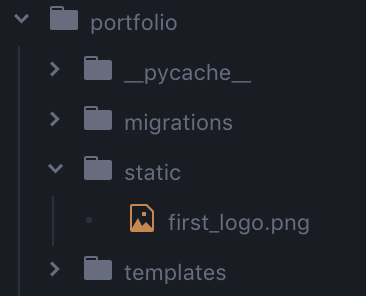 portfolio
__pycache__
migrations
static
first_logo.png
templates